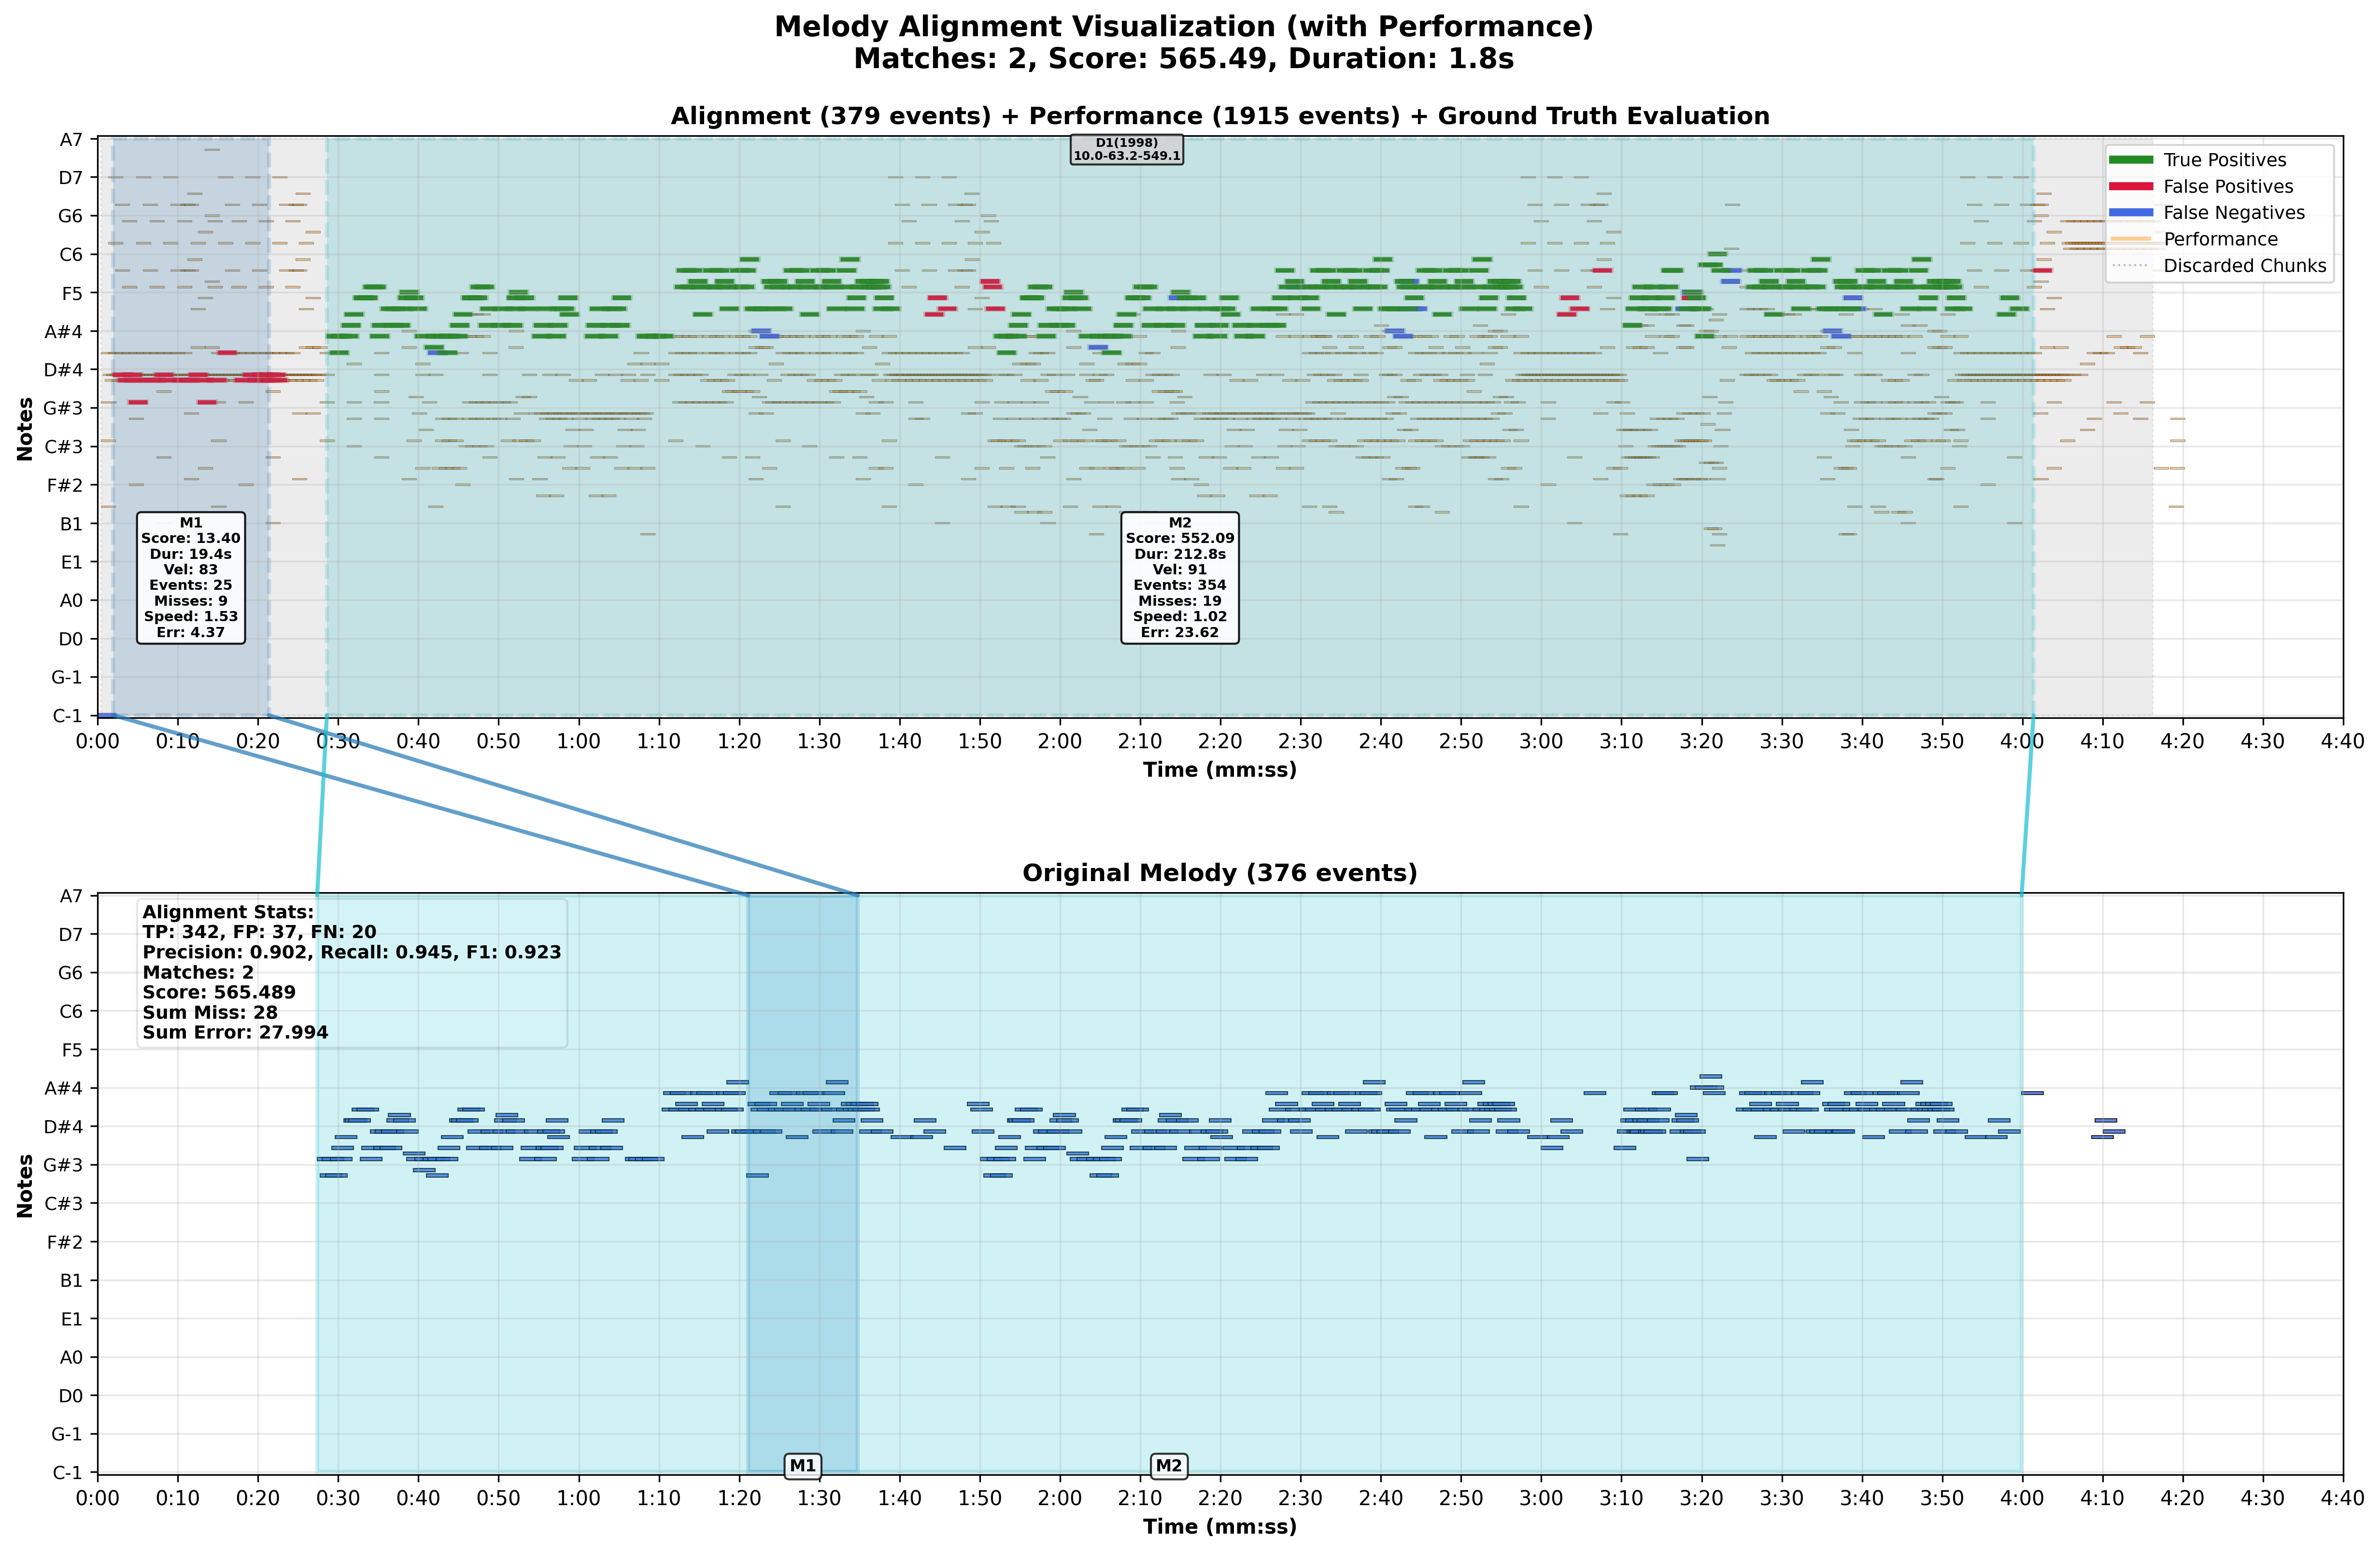 Melody Alignment Visualization (with Performance)
Matches: 2, Score: 565.49, Duration: 1.8s
Alignment (379 events) + Performance (1915 events) + Ground Truth Evaluation
A7
D7
G6
C6
F5
A#4
D#4
G#3
C#3
F#2
B1
E1
A0
D0
G-1
C-1
Notes
D1(1998)
10.0-63.2-549.1
True Positives
False Positives
False Negatives
Performance
Discarded Chunks
M1
Score: 13.40
Dur: 19.4s
Vel: 83
Events: 25
Misses: 9
Speed: 1.53
Err: 4.37
M2
Score: 552.09
Dur: 212.8s
Vel: 91
Events: 354
Misses: 19
Speed: 1.02
Err: 23.62
0:00 0:10 0:20 0:30 0:40 0:50 1:00 1:10 1:20 1:30 1:40 1:50 2:00 2:10 2:20 2:30 2:40 2:50 3:00 3:10 3:20 3:30 3:40 3:50 4:00 4:10 4:20 4:30 4:40
Time (mm:ss)
Original Melody (376 events)
A7
D7
G6
C6
F5
A#4
D#4
G#3
C#3
F#2
B1
E1
A0
D0
G-1
C-1
Notes
Alignment Stats:
TP: 342, FP: 37, FN: 20
Precision: 0.902, Recall: 0.945, F1: 0.923
Matches: 2
Score: 565.489
Sum Miss: 28
Sum Error: 27.994
M1
M2
0:00 0:10 0:20 0:30 0:40 0:50 1:00 1:10 1:20 1:30 1:40 1:50 2:00 2:10 2:20 2:30 2:40 2:50 3:00 3:10 3:20 3:30 3:40 3:50 4:00 4:10 4:20 4:30 4:40
Time (mm:ss)